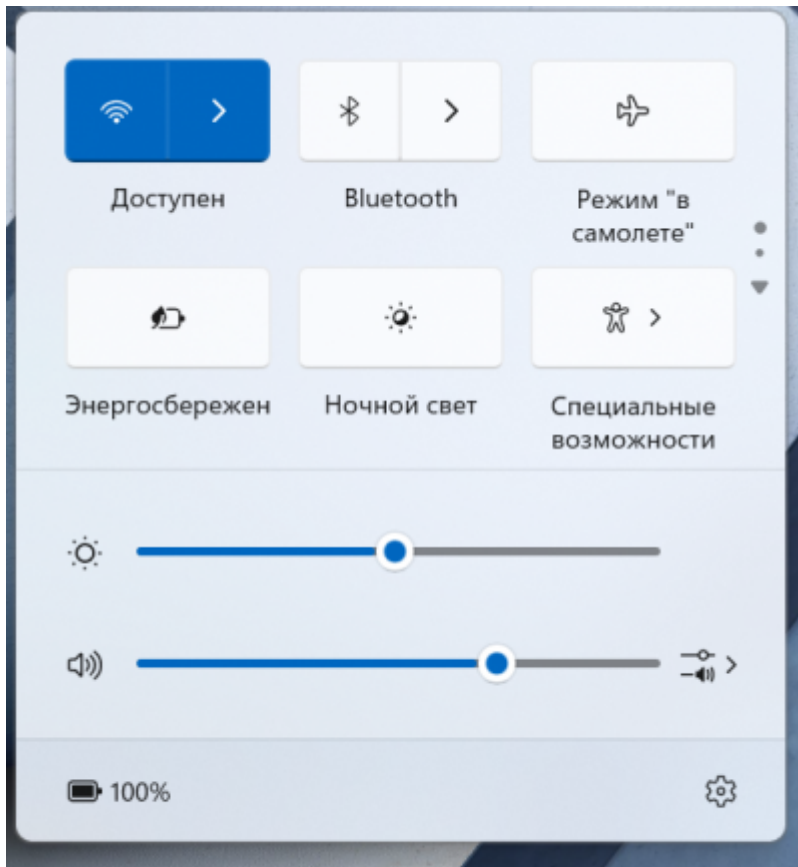 Доступен
Bluetooth
Режим "в
самолете"
Энергосбережен
Ночной свет
Специальные
возможности
100%